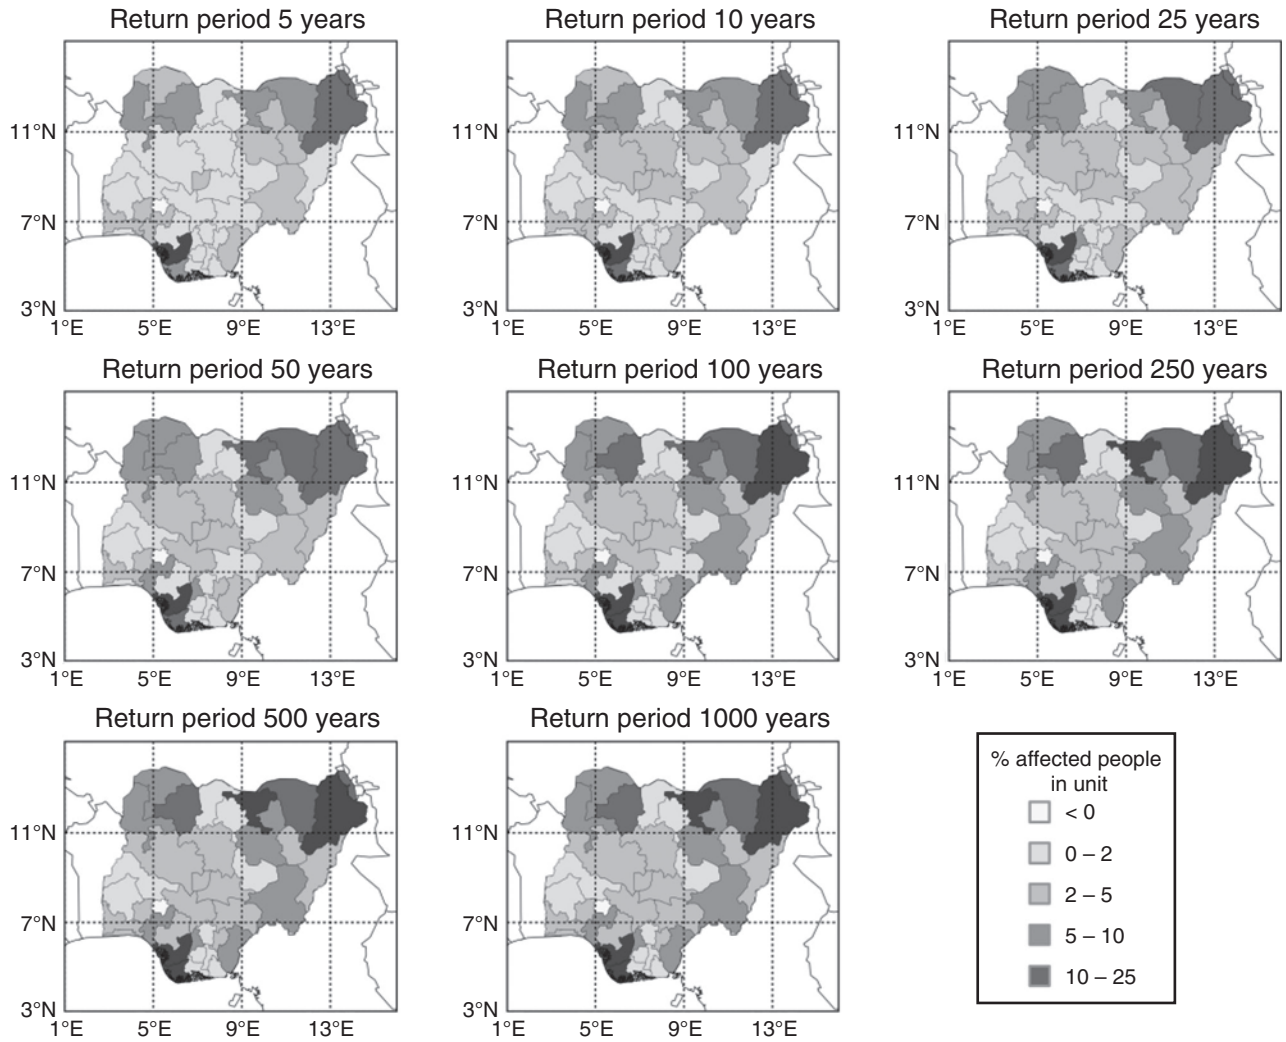 Return period 5 years
Return period 10 years
Return period 25 years
11°N
7°N
3°N
1°E 5°E 9°E 13°E
11°N
7°N
3°N
1°E 5°E 9°E 13°E
11°N
7°N
3°N
1°E 5°E 9°E 13°E
Return period 50 years
Return period 100 years
Return period 250 years
11°N
7°N
3°N
1°E 5°E 9°E 13°E
11°N
7°N
3°N
1°E 5°E 9°E 13°E
11°N
7°N
3°N
1°E 5°E 9°E 13°E
Return period 500 years
Return period 1000 years
11°N
7°N
3°N
1°E 5°E 9°E 13°E
11°N
7°N
3°N
1°E 5°E 9°E 13°E
% affected people
in unit
< 0
0 – 2
2 – 5
5 – 10
10 – 25